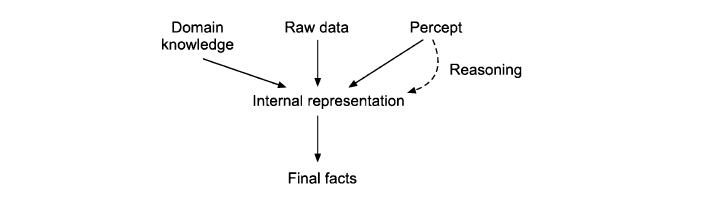 Domain
knowledge
Raw data
Percept
Reasoning
Internal representation
Final facts